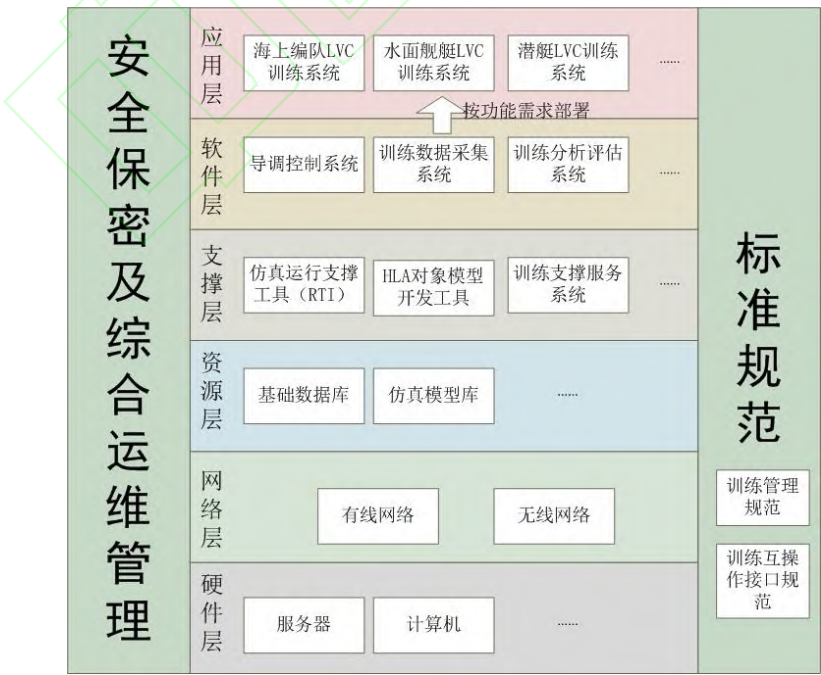 安全保密及综合运维管理
应用层
海上编队LVC
训练系统
水面舰艇LVC
训练系统
潜艇LVC训练
系统
……
按功能需求部署
软件层
导调控制系统
训练数据采集
系统
训练分析评估
系统
……
支撑层
仿真运行支撑
工具（RTI）
HLA对象模型
开发工具
训练支撑服务
系统
……
资源层
基础数据库
仿真模型库
……
网络层
有线网络
无线网络
硬件层
服务器
计算机
……
标准规范
训练管理
规范
训练互操
作接口规
范